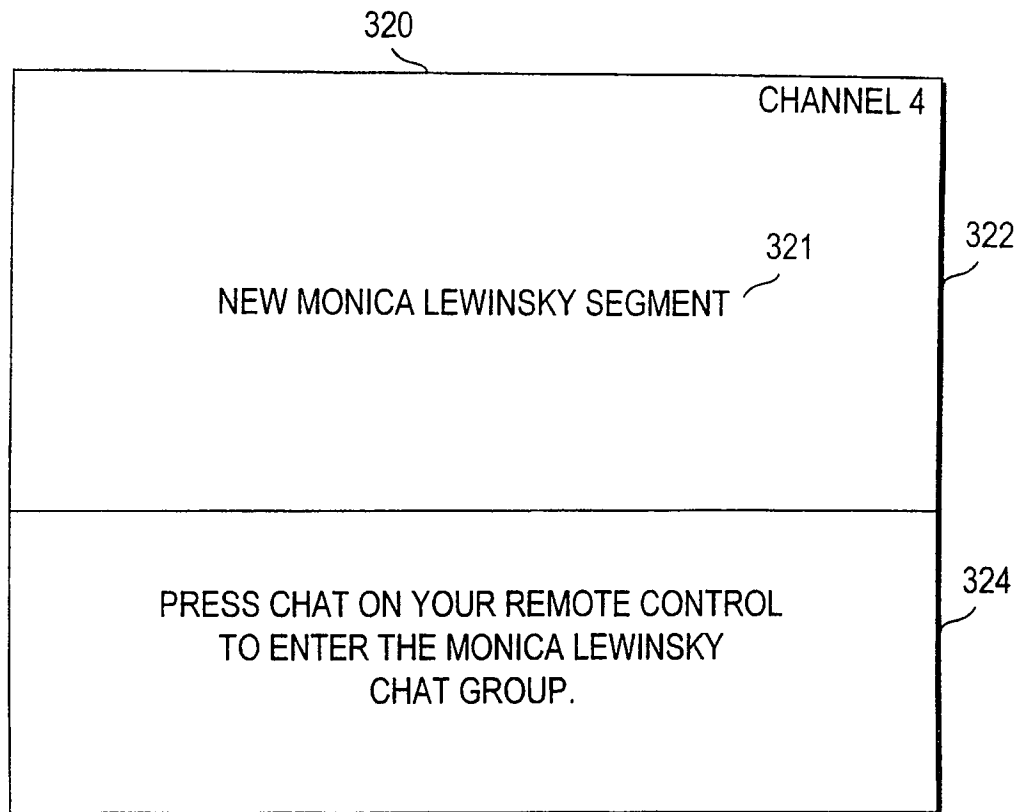 320
CHANNEL 4
321
322
NEW MONICA LEWINSKY SEGMENT
324
PRESS CHAT ON YOUR REMOTE CONTROL
TO ENTER THE MONICA LEWINSKY
CHAT GROUP.